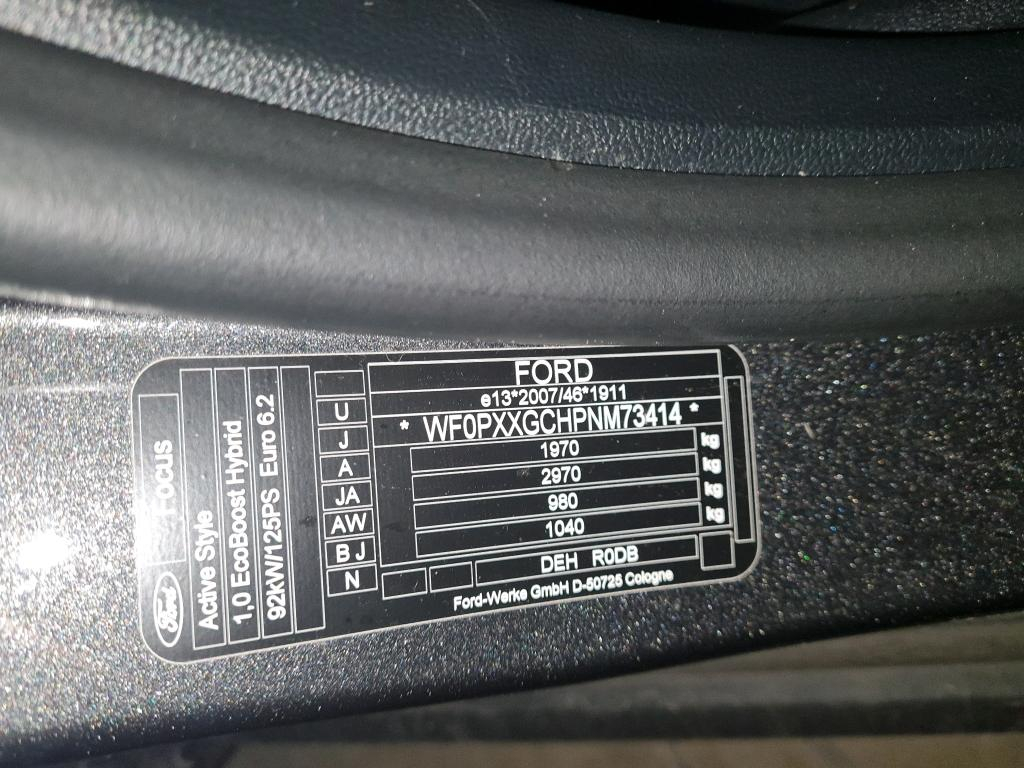 Ford
FOCUS
Active Style
1,0 EcoBoost Hybrid
92kW/125PS Euro 6.2
U
J
A
JA
AW
B J
N
FORD
e13*2007/46*1911
* WF0PXXGCHPNM73414 *
1970 kg
2970 kg
980 kg
1040 kg
DEH R0DB
Ford-Werke GmbH D-50725 Cologne